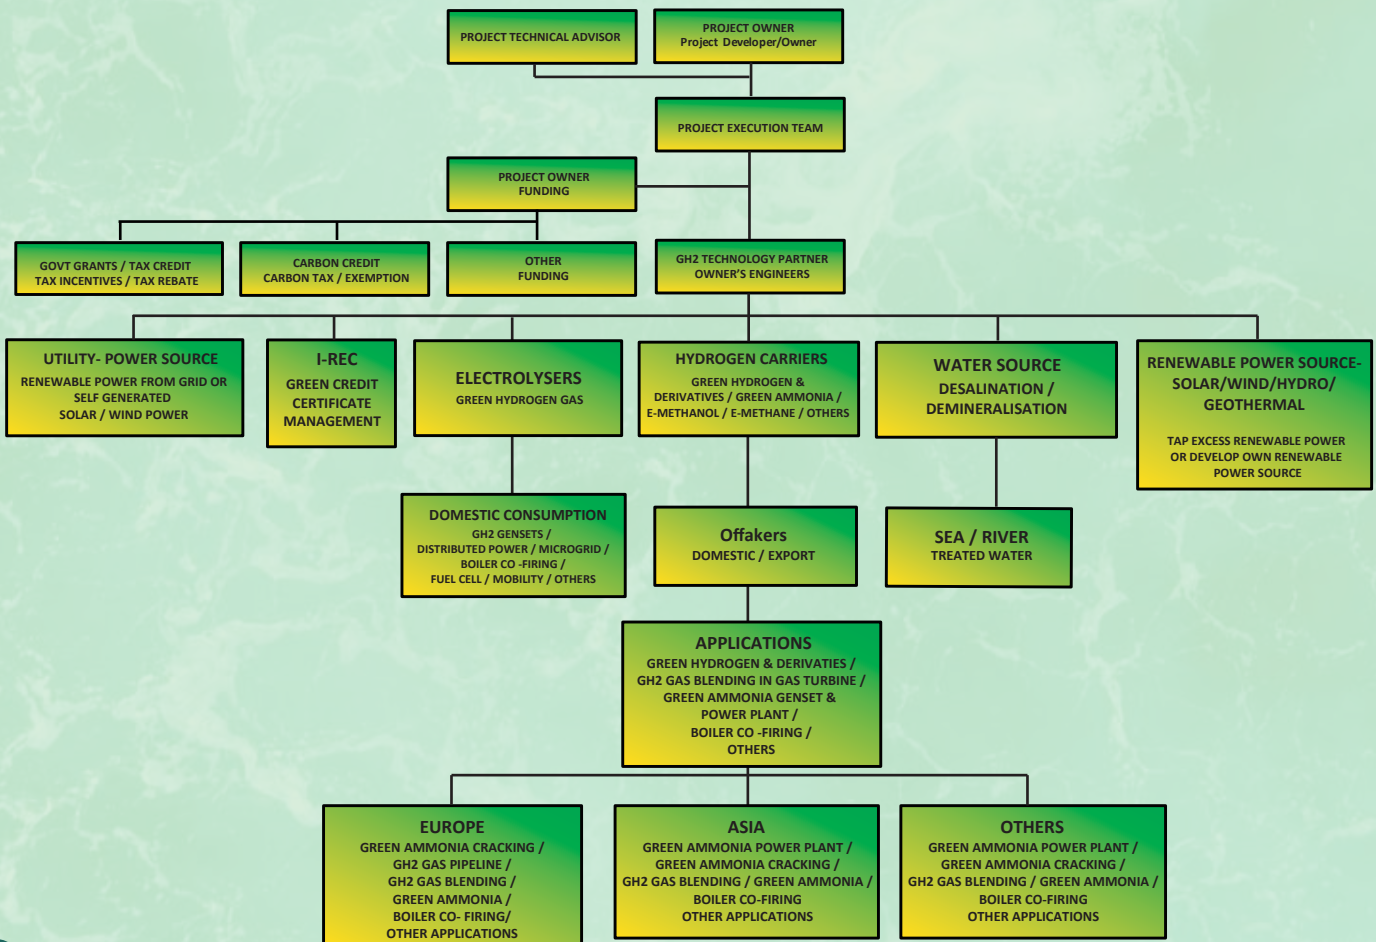 PROJECT TECHNICAL ADVISOR
PROJECT OWNER
Project Developer/Owner
PROJECT EXECUTION TEAM
PROJECT OWNER
FUNDING
GOVT GRANTS / TAX CREDIT
TAX INCENTIVES / TAX REBATE
CARBON CREDIT
CARBON TAX / EXEMPTION
OTHER
FUNDING
GH2 TECHNOLOGY PARTNER
OWNER'S ENGINEERS
UTILITY- POWER SOURCE
RENEWABLE POWER FROM GRID OR
SELF GENERATED
SOLAR / WIND POWER
I-REC
GREEN CREDIT
CERTIFICATE
MANAGEMENT
ELECTROLYSERS
GREEN HYDROGEN GAS
HYDROGEN CARRIERS
GREEN HYDROGEN &
DERIVATIVES / GREEN AMMONIA /
E-METHANOL / E-METHANE / OTHERS
WATER SOURCE
DESALINATION /
DEMINERALISATION
RENEWABLE POWER SOURCE-
SOLAR/WIND/HYDRO/
GEOTHERMAL
TAP EXCESS RENEWABLE POWER
OR DEVELOP OWN RENEWABLE
POWER SOURCE
DOMESTIC CONSUMPTION
GH2 GENSETS /
DISTRIBUTED POWER / MICROGRID /
BOILER CO -FIRING /
FUEL CELL / MOBILITY / OTHERS
Offakers
DOMESTIC / EXPORT
SEA / RIVER
TREATED WATER
APPLICATIONS
GREEN HYDROGEN & DERIVATIES /
GH2 GAS BLENDING IN GAS TURBINE /
GREEN AMMONIA GENSET &
POWER PLANT /
BOILER CO -FIRING /
OTHERS
EUROPE
GREEN AMMONIA CRACKING /
GH2 GAS PIPELINE /
GH2 GAS BLENDING /
GREEN AMMONIA /
BOILER CO- FIRING/
OTHER APPLICATIONS
ASIA
GREEN AMMONIA POWER PLANT /
GREEN AMMONIA CRACKING /
GH2 GAS BLENDING / GREEN AMMONIA /
BOILER CO-FIRING
OTHER APPLICATIONS
OTHERS
GREEN AMMONIA POWER PLANT /
GREEN AMMONIA CRACKING /
GH2 GAS BLENDING / GREEN AMMONIA /
BOILER CO-FIRING
OTHER APPLICATIONS